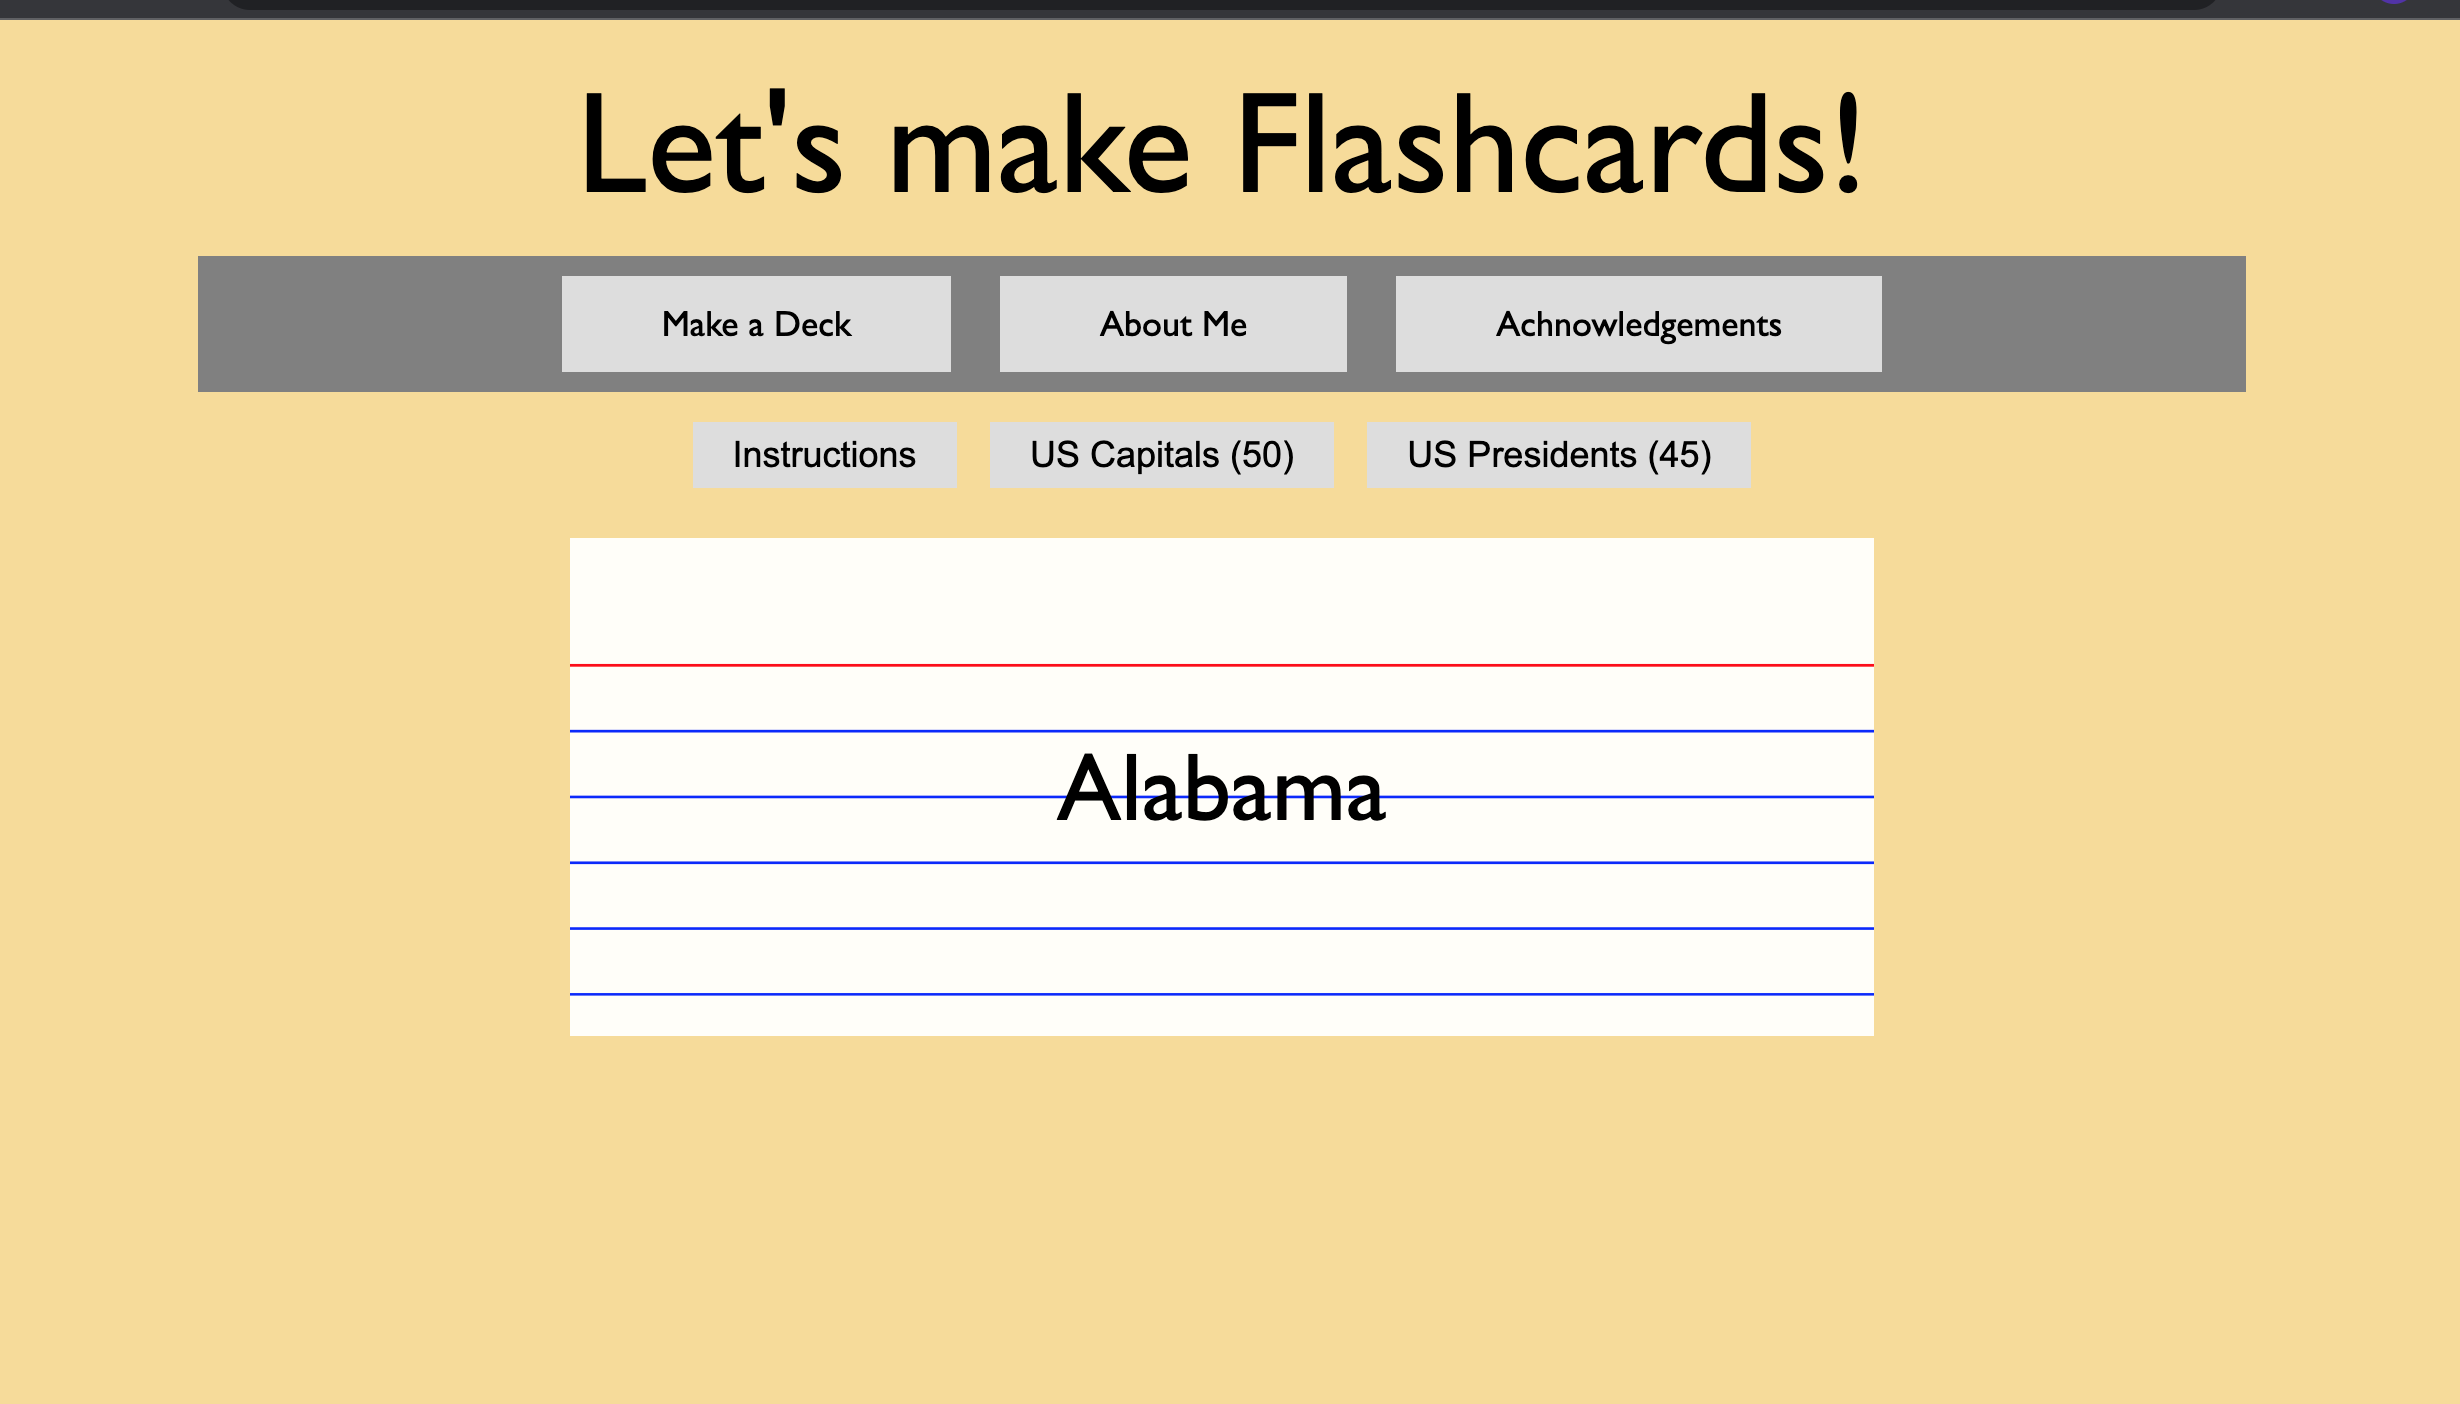 Let's make Flashcards!
Make a Deck About Me Achnowledgements
Instructions US Capitals (50) US Presidents (45)
Alabama